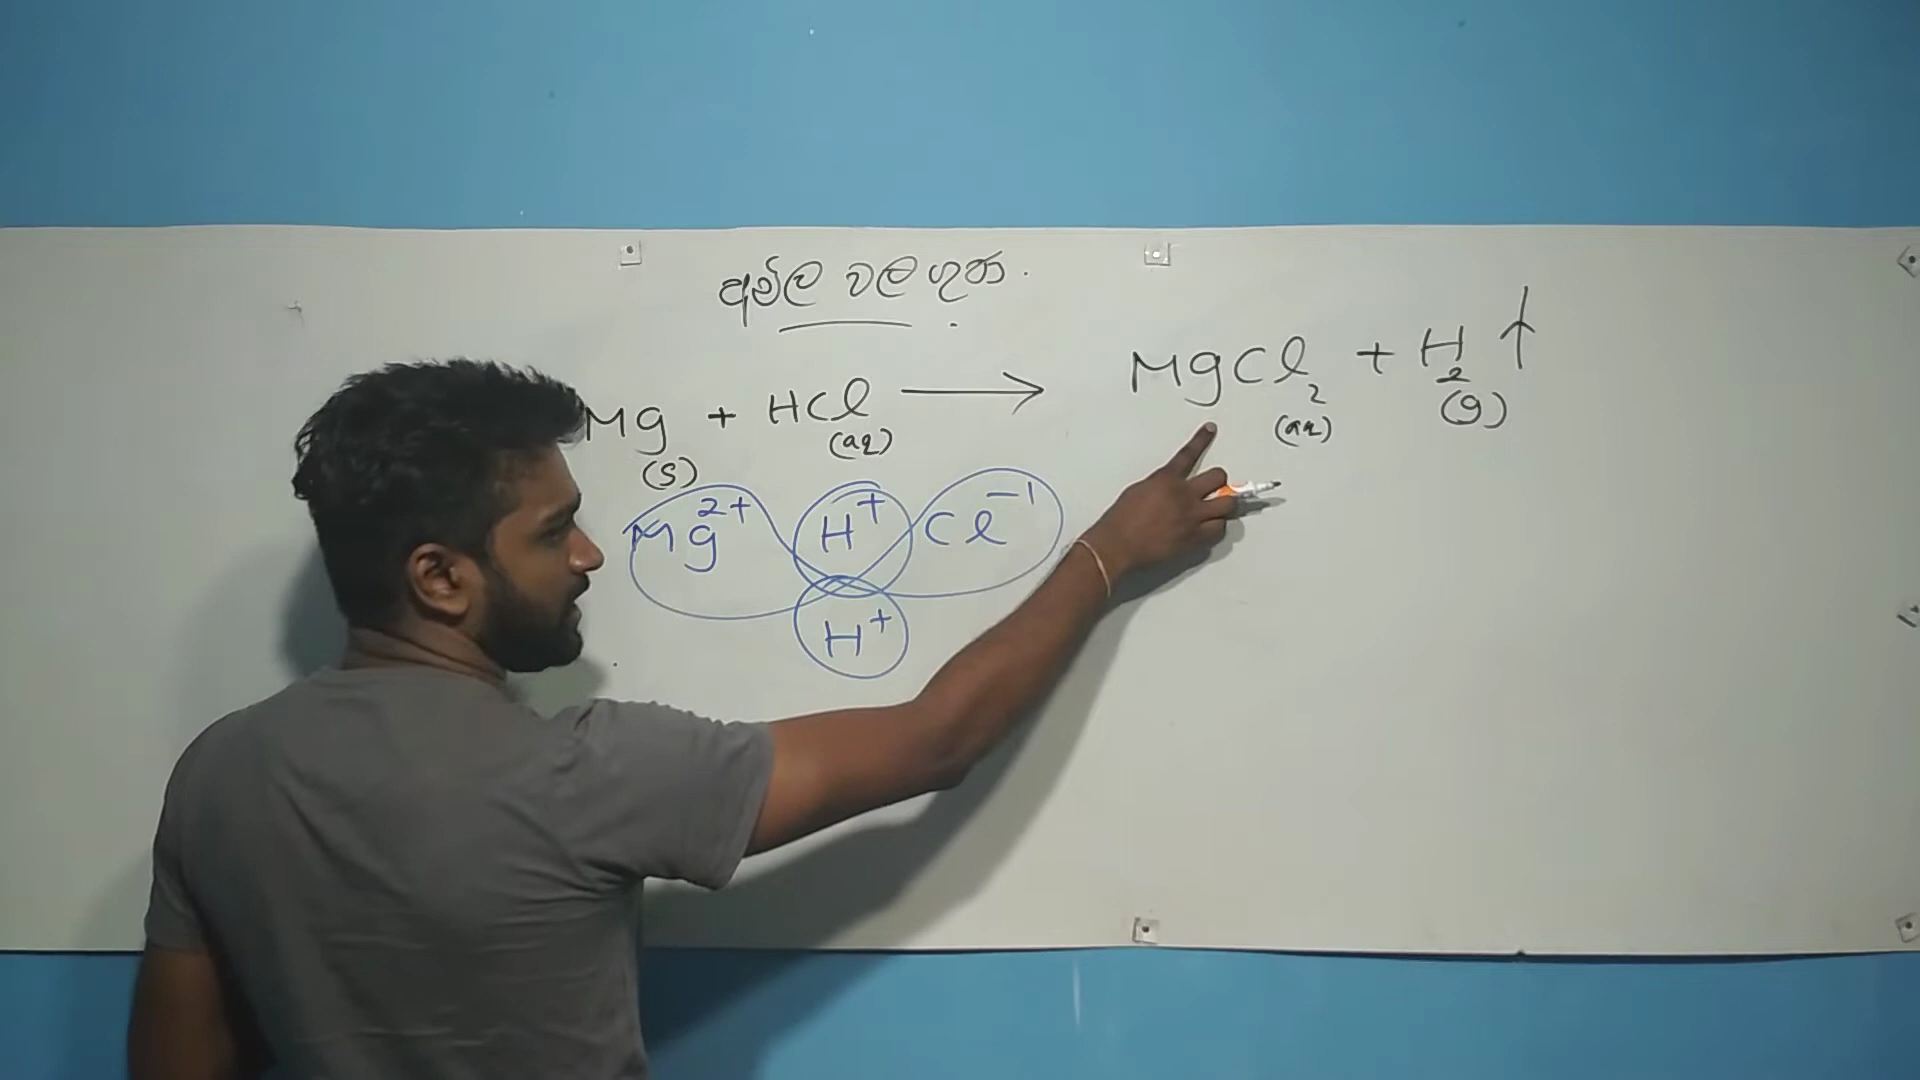 අම්ල වල ගුණ.
Mg(s) + HCl(aq) ⟶ MgCl₂(aq) + H₂(g) ↑
Mg²⁺ H⁺ Cl⁻¹
H⁺